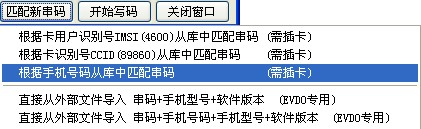 匹配新串码 开始写码 关闭窗口
根据卡用户识别号IMSI(4600)从库中匹配串码 (需插卡)
根据卡识别号CCID(89860)从库中匹配串码 (需插卡)
根据手机号码从库中匹配串码 (需插卡)
直接从外部文件导入 串码+手机型号+软件版本 (EVDO专用)
直接从外部文件导入 串码+手机号码+手机型号+软件版本 (EVDO专用)